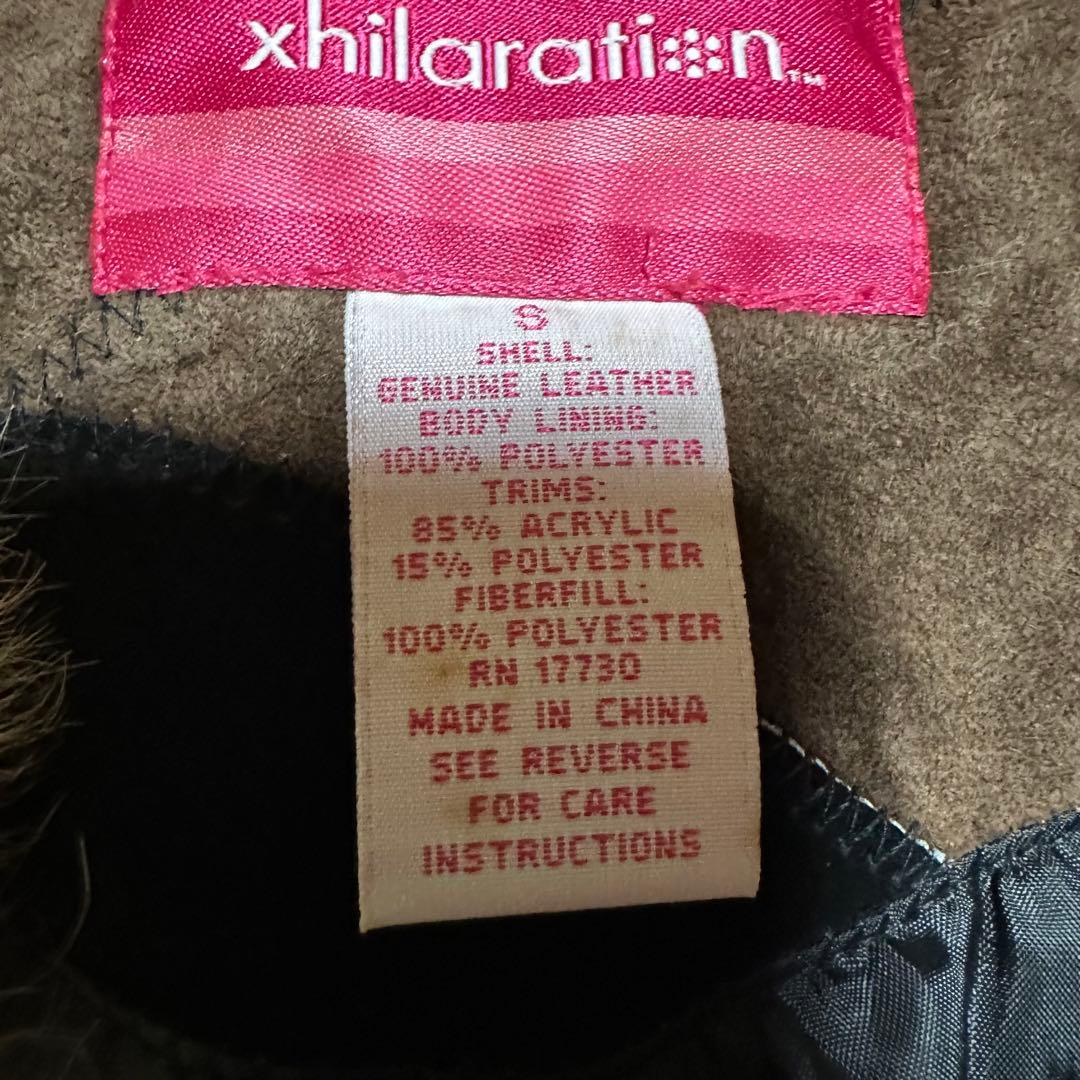 xhilaration™
S
SHELL:
GENUINE LEATHER
BODY LINING:
100% POLYESTER
TRIMS:
85% ACRYLIC
15% POLYESTER
FIBERFILL:
100% POLYESTER
RN 17730
MADE IN CHINA
SEE REVERSE
FOR CARE
INSTRUCTIONS